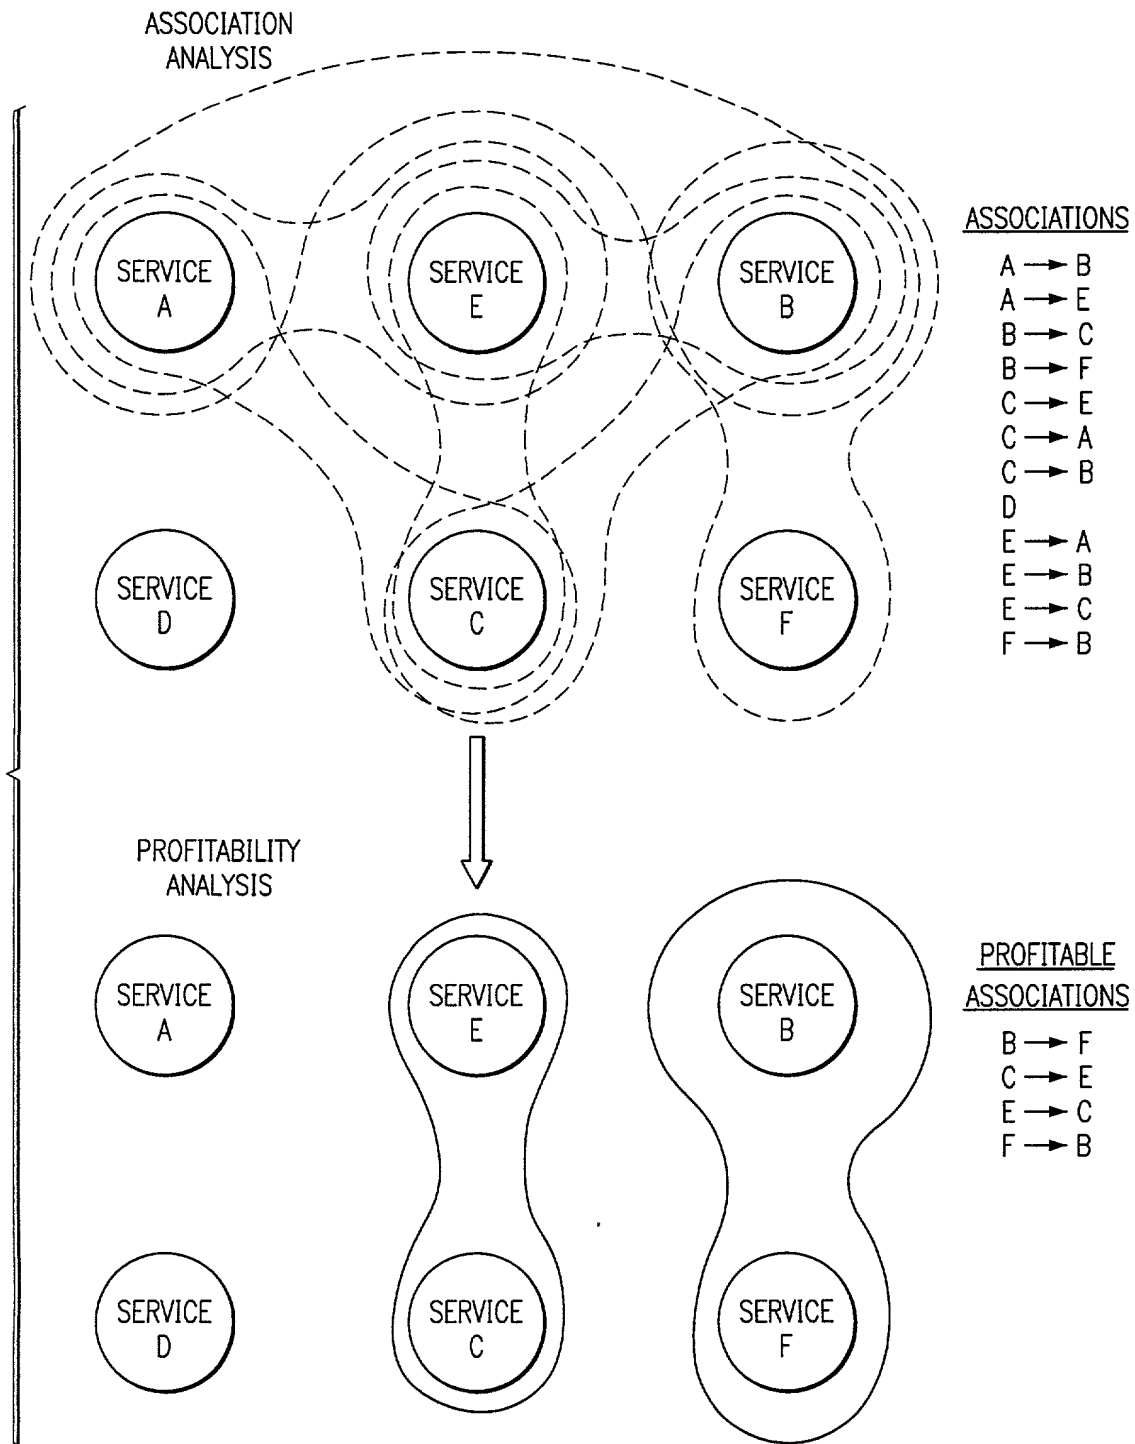 ASSOCIATION
ANALYSIS
SERVICE
A
SERVICE
E
SERVICE
B
SERVICE
D
SERVICE
C
SERVICE
F
ASSOCIATIONS
A → B
A → E
B → C
B → F
C → E
C → A
C → B
D
E → A
E → B
E → C
F → B
PROFITABILITY
ANALYSIS
SERVICE
A
SERVICE
E
SERVICE
B
SERVICE
D
SERVICE
C
SERVICE
F
PROFITABLE
ASSOCIATIONS
B → F
C → E
E → C
F → B